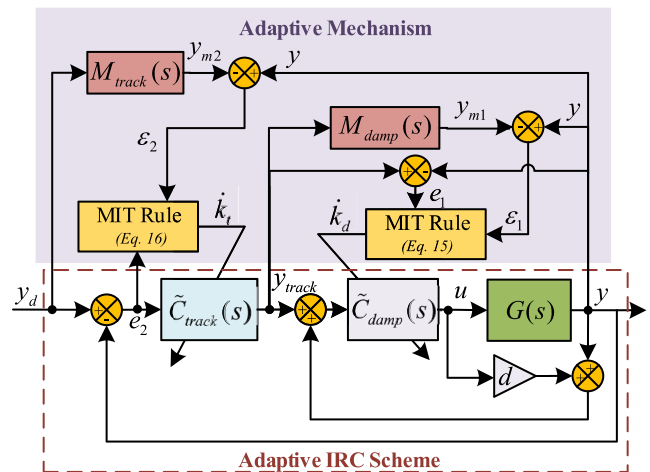 Adaptive Mechanism
M_track(s)
y_m2
y
M_damp(s)
y_m1
y
ε_2
e_1
ε_1
MIT Rule
(Eq. 16)
k̇_t
k̇_d
MIT Rule
(Eq. 15)
y_d
e_2
C̃_track(s)
y_track
C̃_damp(s)
u
G(s)
y
d
Adaptive IRC Scheme